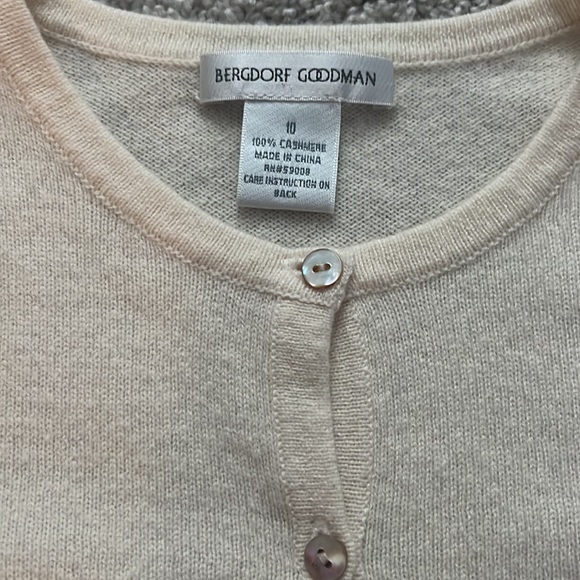 BERGDORF GOODMAN
10
100% CASHMERE
MADE IN CHINA
RN#59008
CARE INSTRUCTION ON
BACK